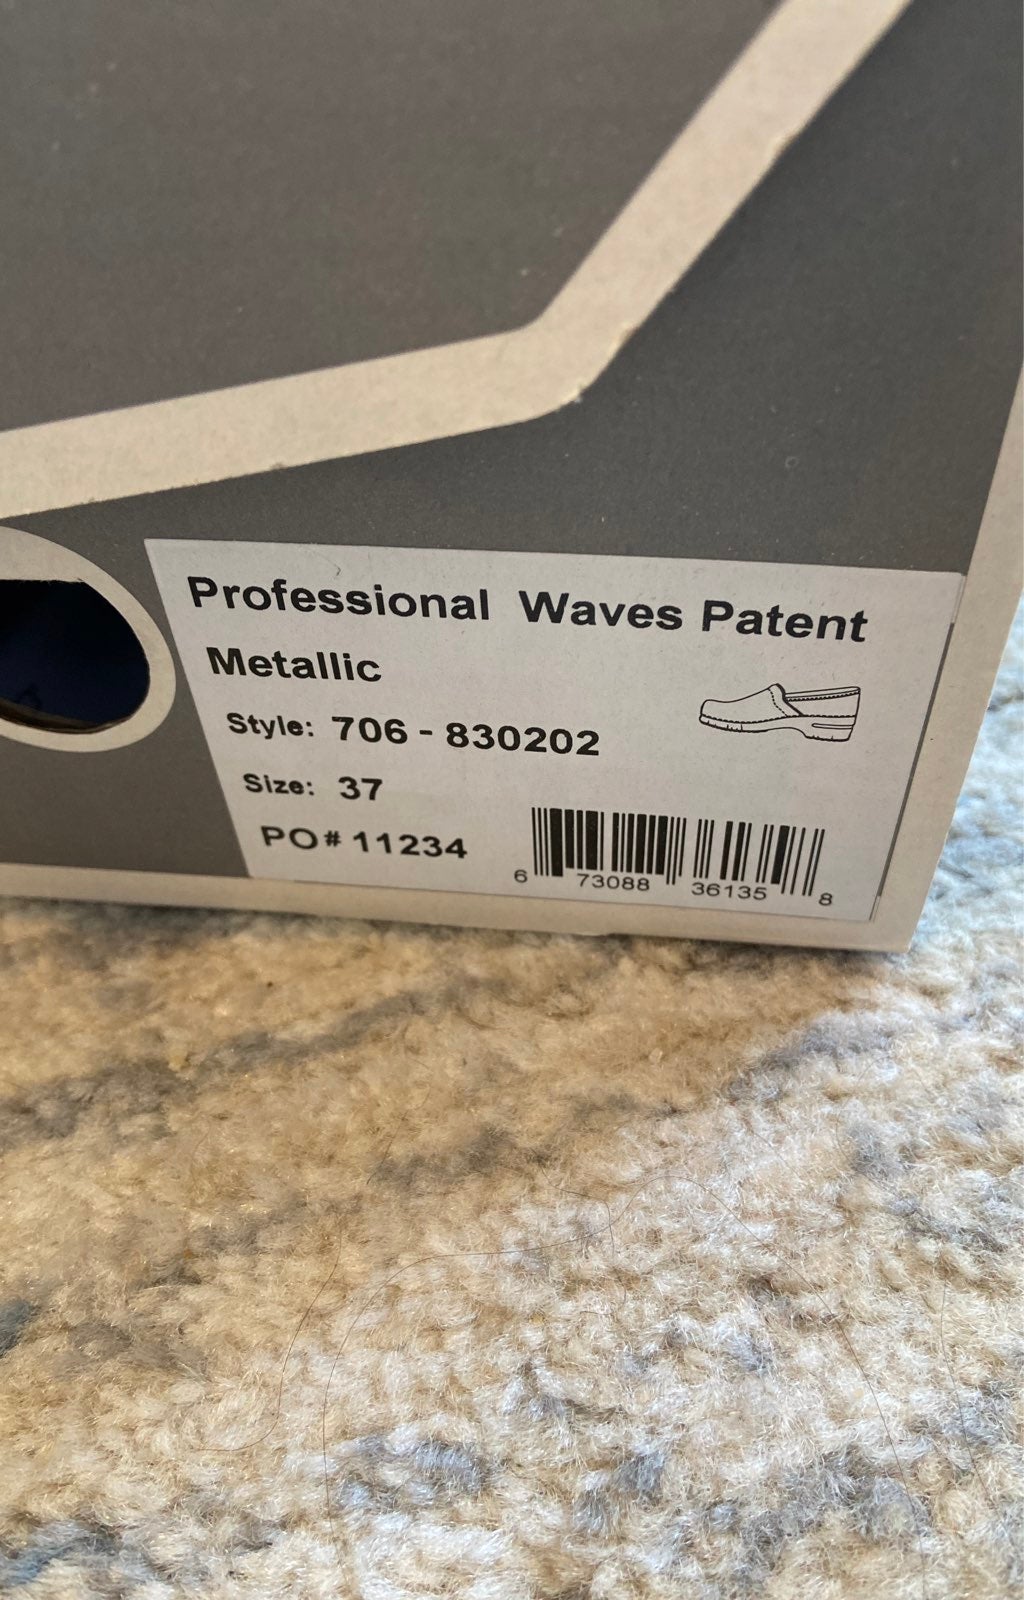 Professional Waves Patent
Metallic
Style: 706 - 830202
Size: 37
PO# 11234
6 73088 36135 8